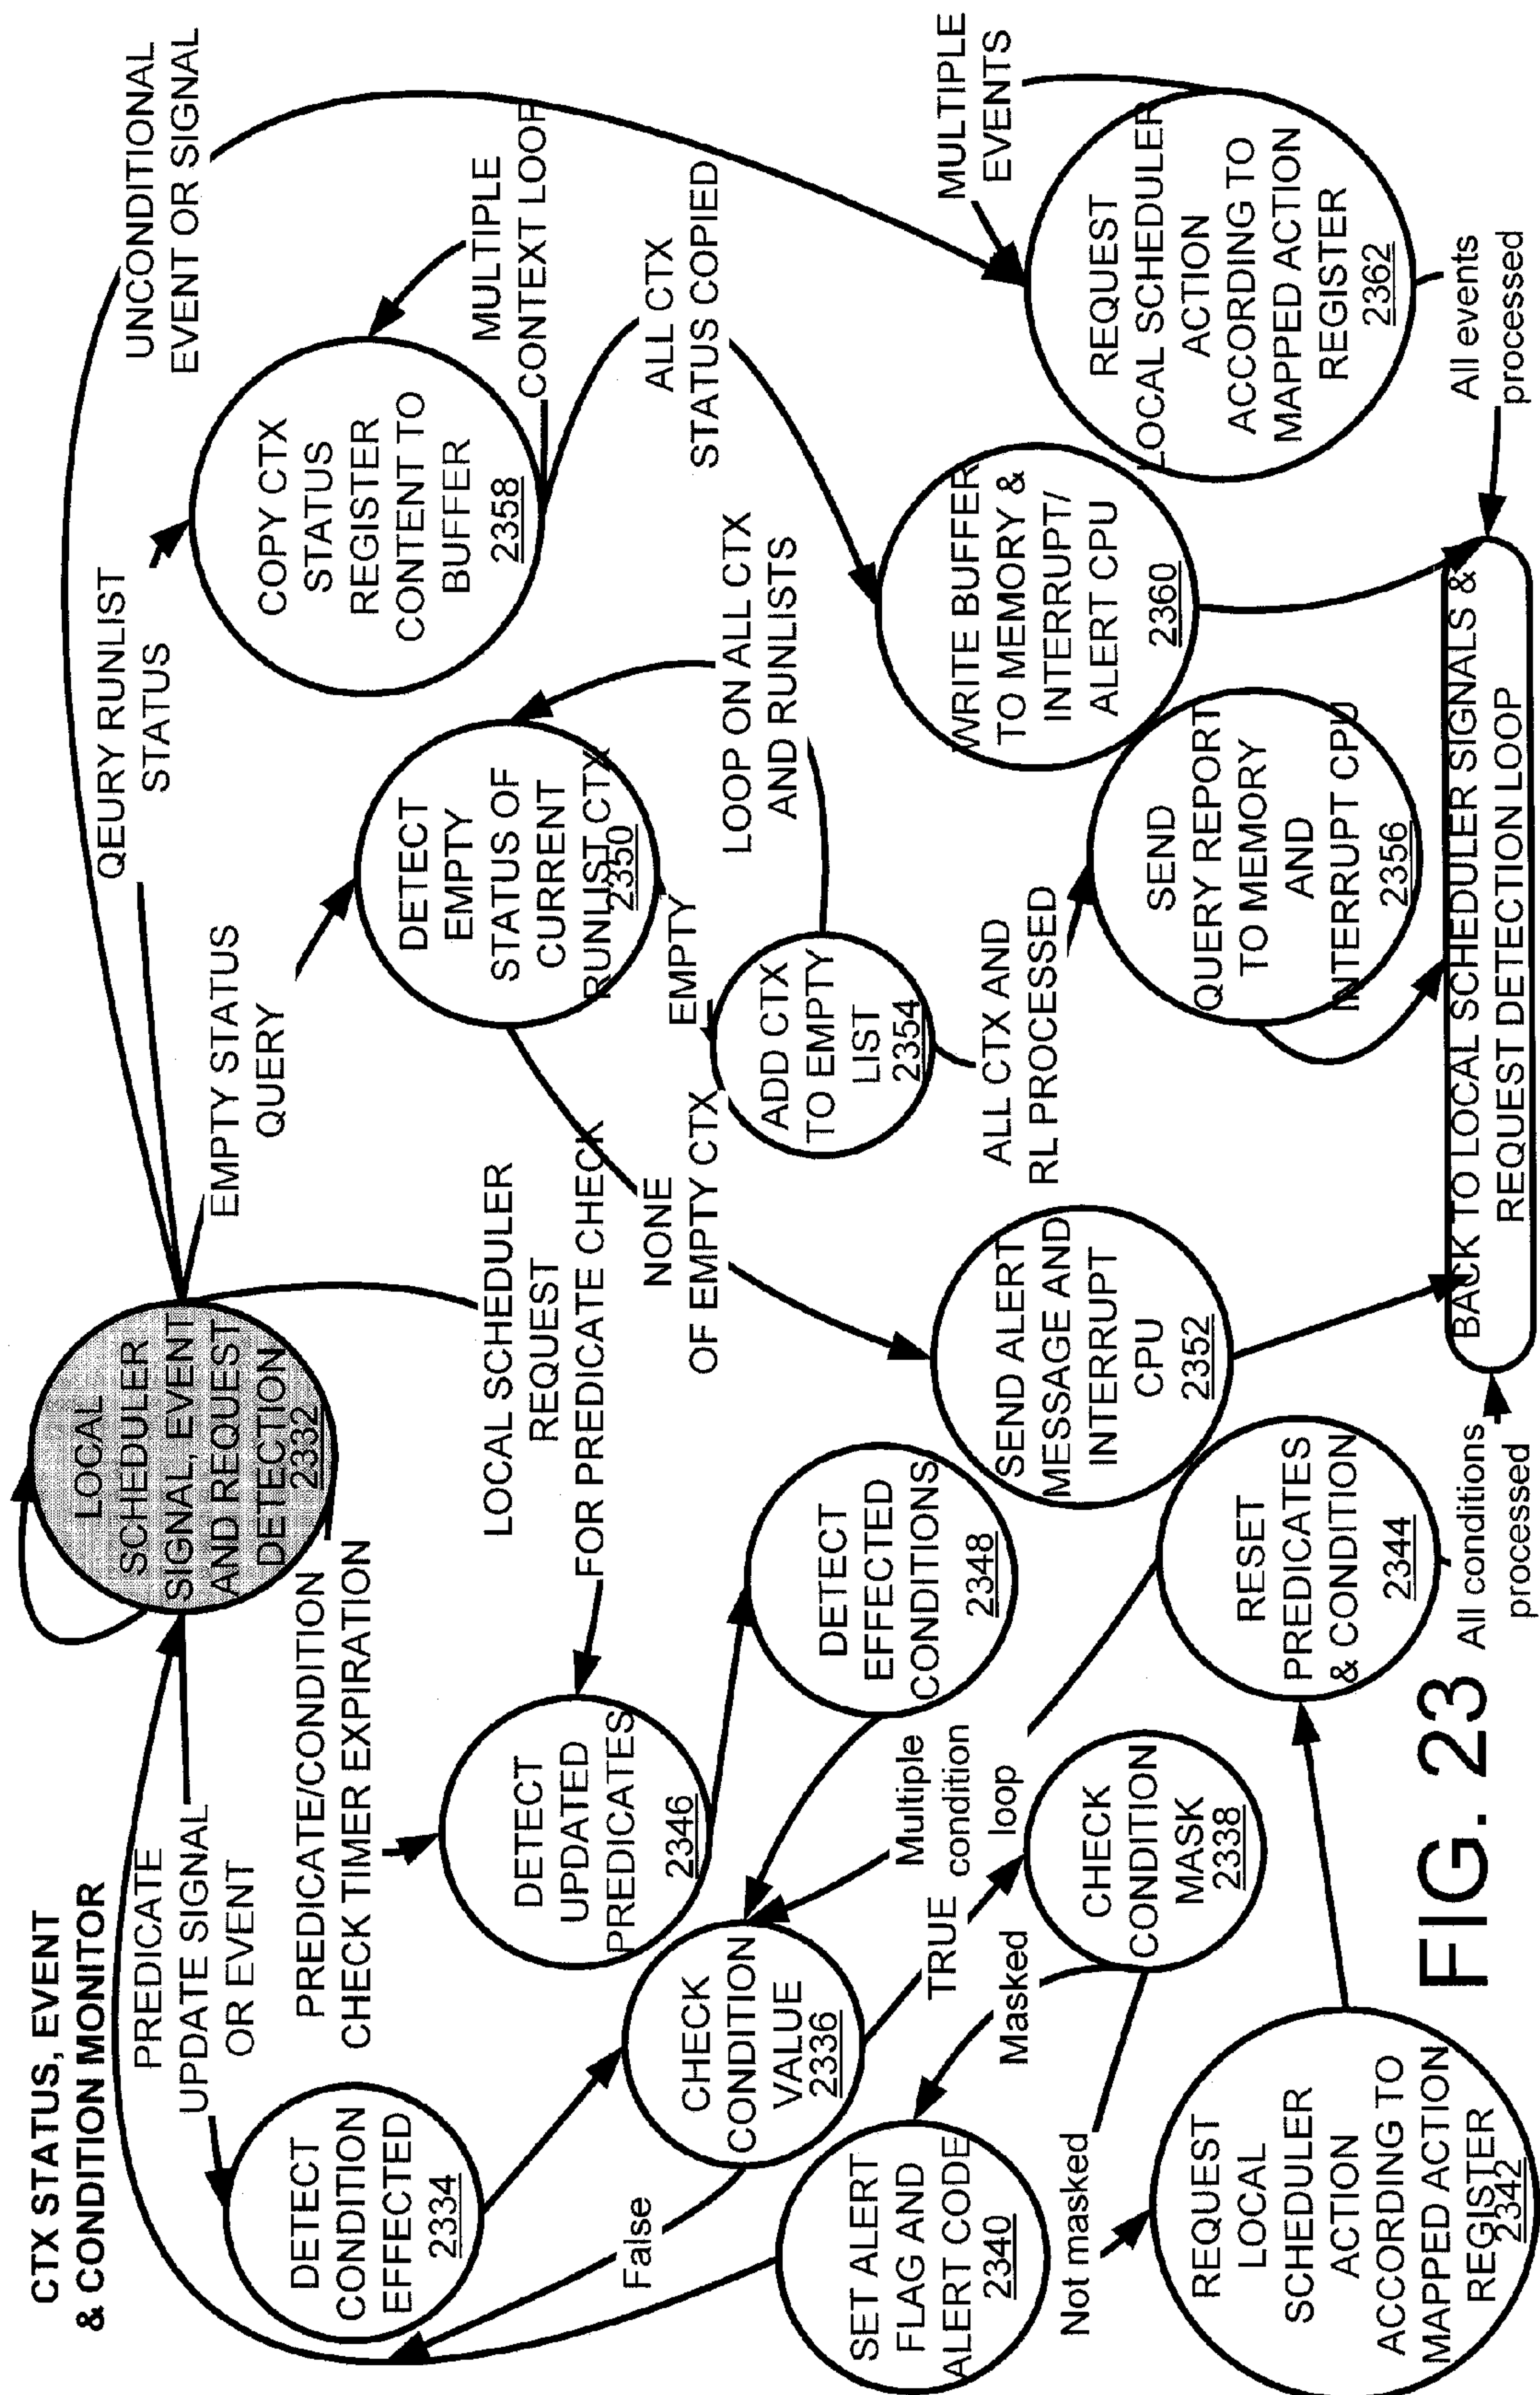 CTX STATUS, EVENT
& CONDITION MONITOR
LOCAL
SCHEDULER
SIGNAL, EVENT
AND REQUEST
DETECTION
2332
UNCONDITIONAL
EVENT OR SIGNAL
QEURY RUNLIST
STATUS
EMPTY STATUS
QUERY
PREDICATE
UPDATE SIGNAL
OR EVENT
PREDICATE/CONDITION
CHECK TIMER EXPIRATION
LOCAL SCHEDULER
REQUEST
FOR PREDICATE CHECK
DETECT
CONDITION
EFFECTED
2334
DETECT
UPDATED
PREDICATES
2346
DETECT
EMPTY
STATUS OF
CURRENT
RUNLIST CTX
2350
COPY CTX
STATUS
REGISTER
CONTENT TO
BUFFER
2358
MULTIPLE
CONTEXT LOOP
ALL CTX
STATUS COPIED
NONE
OF EMPTY CTX
EMPTY
LOOP ON ALL CTX
AND RUNLISTS
CHECK
CONDITION
VALUE
2336
False
TRUE
Multiple
condition
loop
DETECT
EFFECTED
CONDITIONS
2348
ADD CTX
TO EMPTY
LIST
2354
ALL CTX AND
RL PROCESSED
SET ALERT
FLAG AND
ALERT CODE
2340
Masked
Not masked
CHECK
CONDITION
MASK
2338
SEND ALERT
MESSAGE AND
INTERRUPT
CPU
2352
WRITE BUFFER
TO MEMORY &
INTERRUPT/
ALERT CPU
2360
MULTIPLE
EVENTS
REQUEST
LOCAL SCHEDULER
ACTION
ACCORDING TO
MAPPED ACTION
REGISTER
2362
SEND
QUERY REPORT
TO MEMORY
AND
INTERRUPT CPU
2356
REQUEST
LOCAL
SCHEDULER
ACTION
ACCORDING TO
MAPPED ACTION
REGISTER
2342
RESET
PREDICATES
& CONDITION
2344
All conditions
processed
All events
processed
BACK TO LOCAL SCHEDULER SIGNALS &
REQUEST DETECTION LOOP
FIG. 23